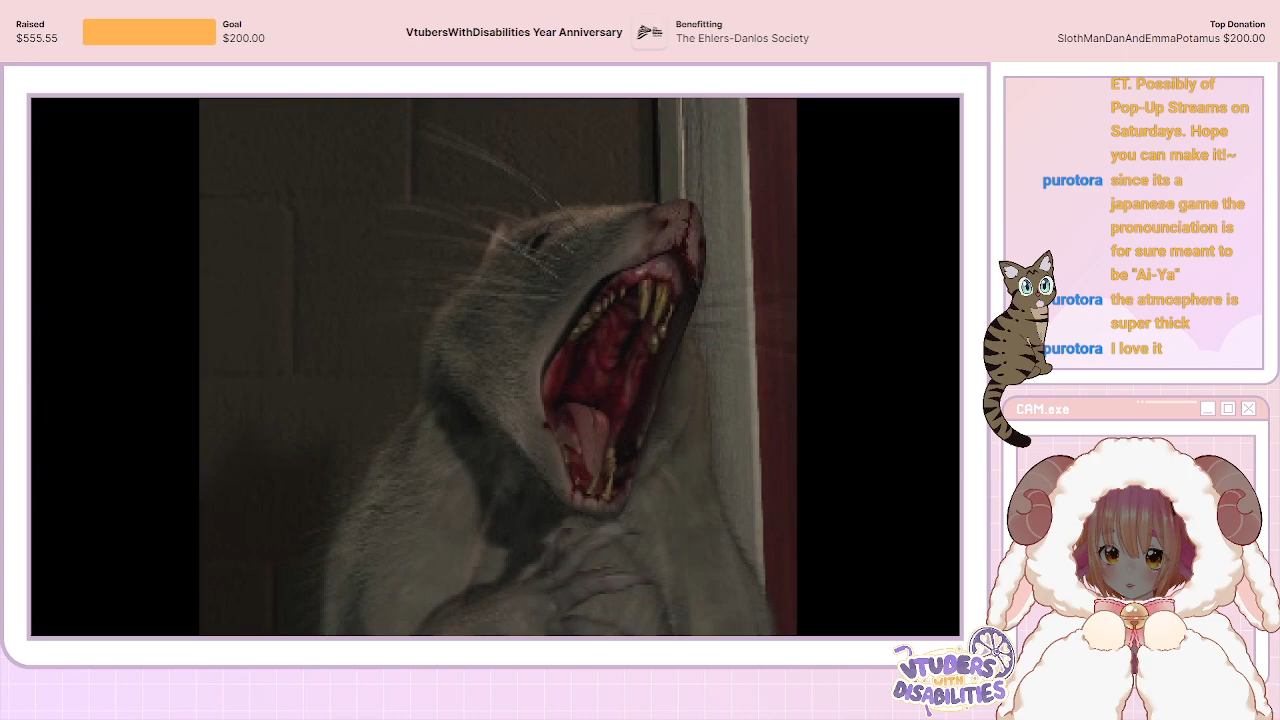 Raised
$555.55
Goal
$200.00
VtubersWithDisabilities Year Anniversary
Benefitting
The Ehlers-Danlos Society
Top Donation
SlothManDanAndEmmaPotamus $200.00
ET. Possibly of
Pop-Up Streams on
Saturdays. Hope
you can make it!~
purotora since its a
japanese game the
pronounciation is
for sure meant to
be "Ai-Ya"
urotora the atmosphere is
super thick
purotora I love it
CAM.exe
VTUBERS
WITH
DISABILITIES